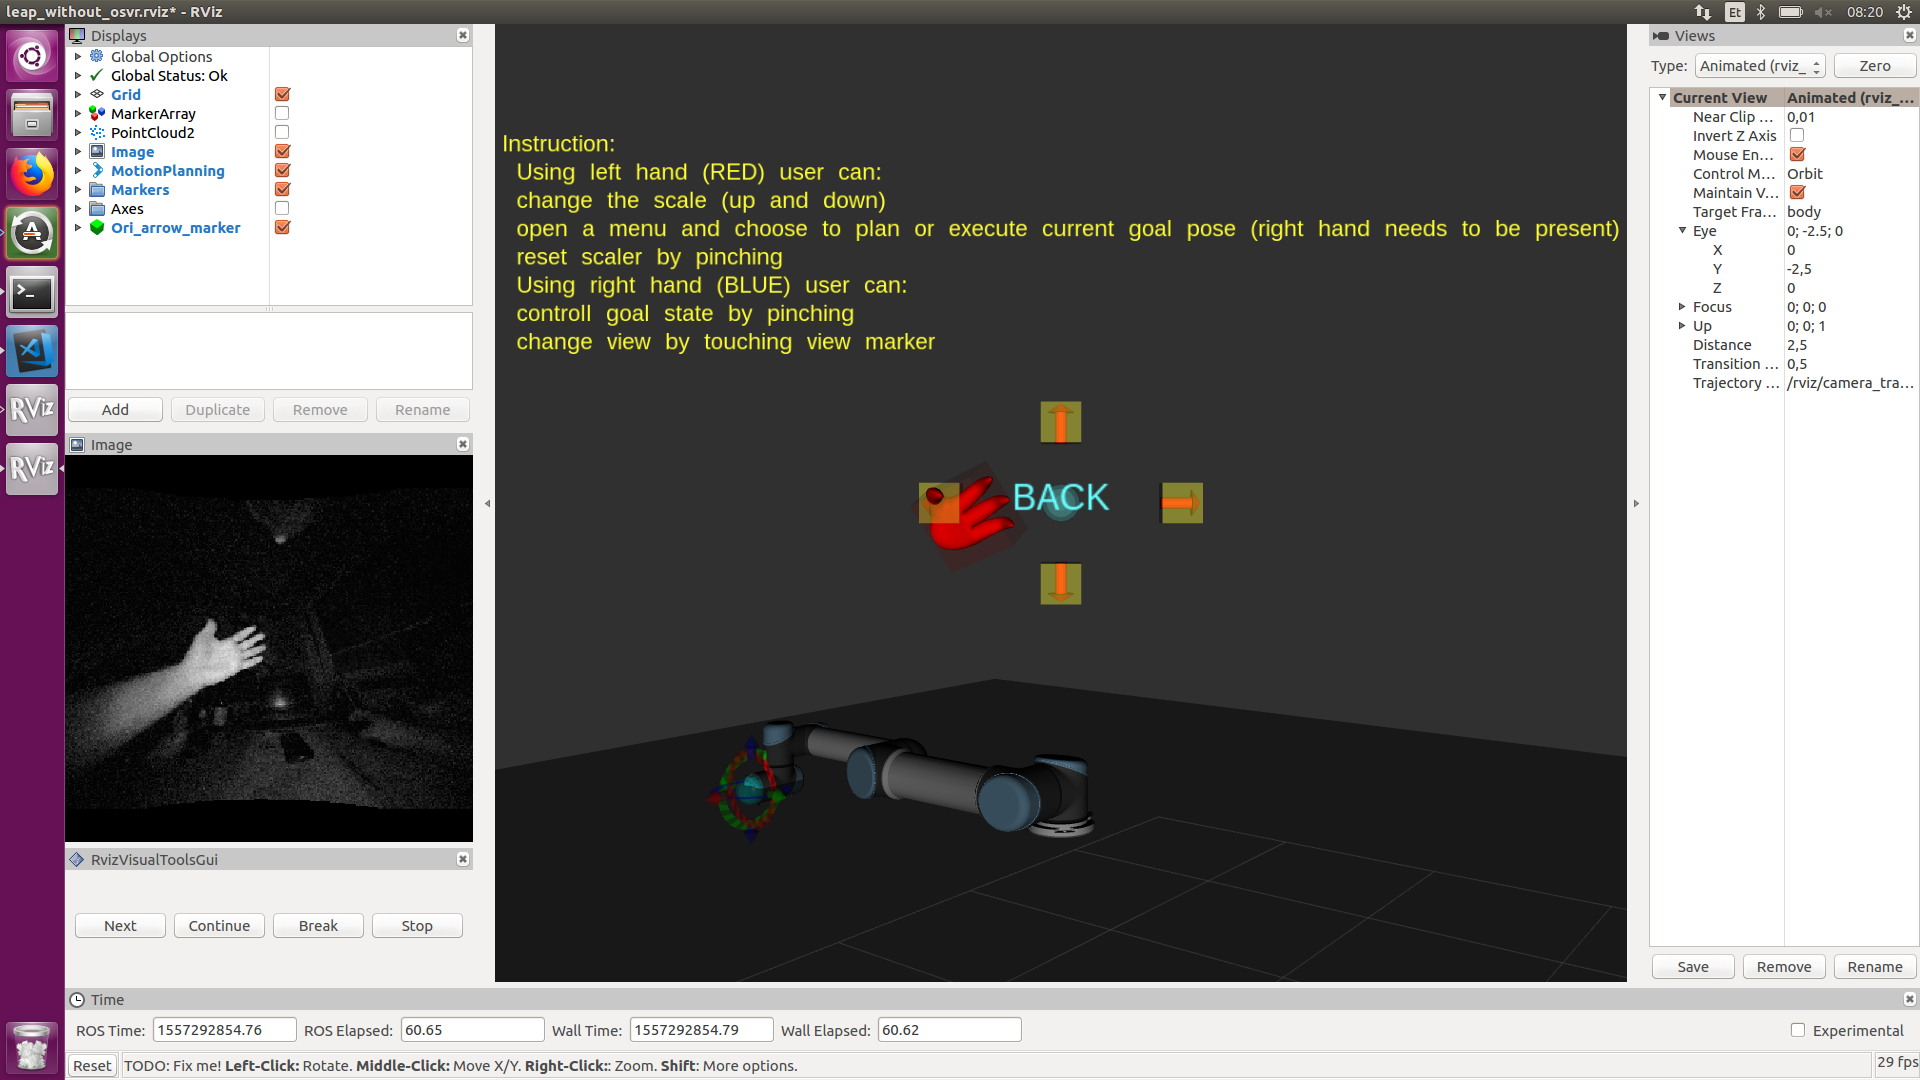 leap_without_osvr.rviz* - RViz
Et
08:20
Displays
Global Options
Global Status: Ok
Grid
MarkerArray
PointCloud2
Image
MotionPlanning
Markers
Axes
Ori_arrow_marker
Add
Duplicate
Remove
Rename
Image
RvizVisualToolsGui
Next
Continue
Break
Stop
RViz
RViz
Instruction:
Using left hand (RED) user can:
change the scale (up and down)
open a menu and choose to plan or execute current goal pose (right hand needs to be present)
reset scaler by pinching
Using right hand (BLUE) user can:
controll goal state by pinching
change view by touching view marker
BACK
Views
Type: Animated (rviz_ Zero
Current View Animated (rviz_...
Near Clip ... 0,01
Invert Z Axis
Mouse En...
Control M... Orbit
Maintain V...
Target Fra... body
Eye 0; -2.5; 0
X 0
Y -2,5
Z 0
Focus 0; 0; 0
Up 0; 0; 1
Distance 2,5
Transition ... 0,5
Trajectory ... /rviz/camera_tra...
Save
Remove
Rename
Time
ROS Time: 1557292854.76 ROS Elapsed: 60.65 Wall Time: 1557292854.79 Wall Elapsed: 60.62 Experimental
Reset TODO: Fix me! Left-Click: Rotate. Middle-Click: Move X/Y. Right-Click:: Zoom. Shift: More options. 29 fps